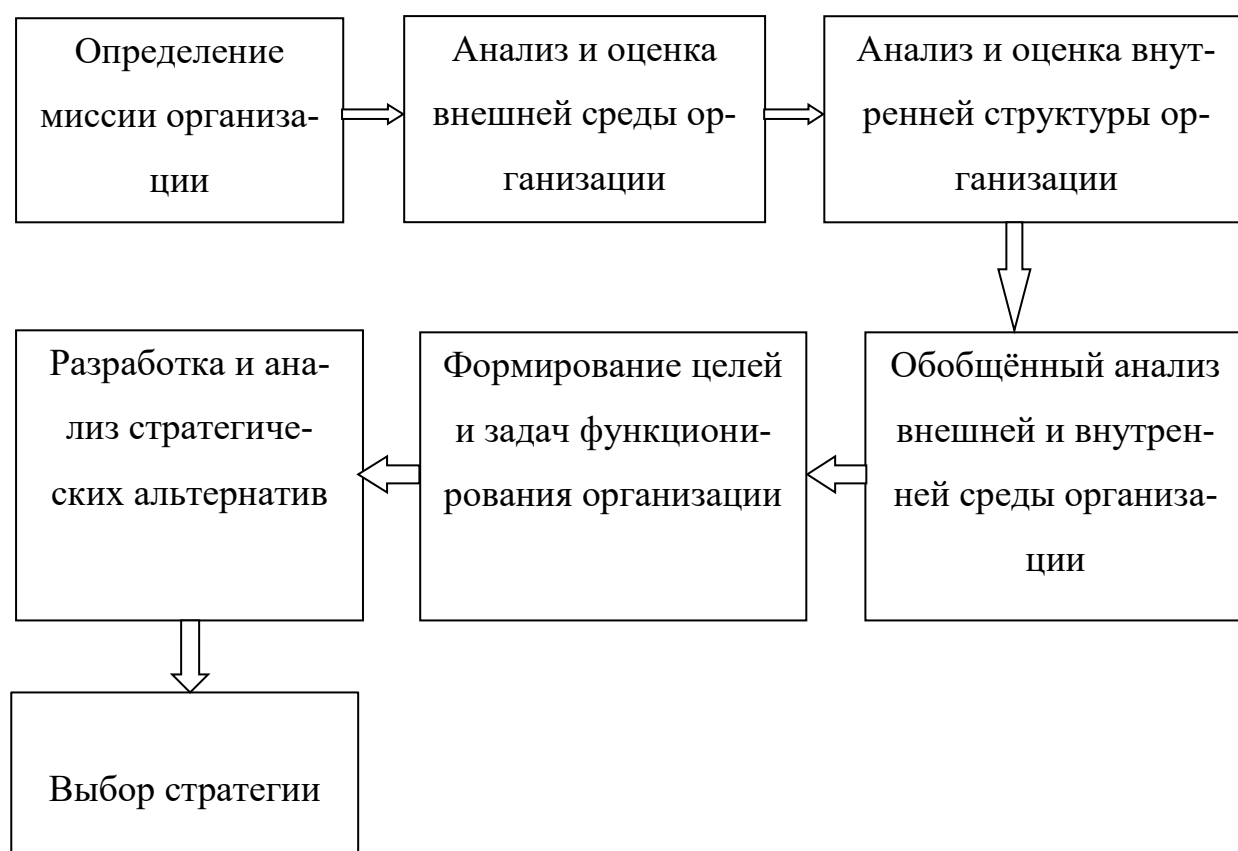 Определение
миссии организа-
ции
Анализ и оценка
внешней среды ор-
ганизации
Анализ и оценка внут-
ренней структуры ор-
ганизации
Обобщённый анализ
внешней и внутрен-
ней среды организа-
ции
Формирование целей
и задач функциони-
рования организации
Разработка и ана-
лиз стратегиче-
ских альтернатив
Выбор стратегии